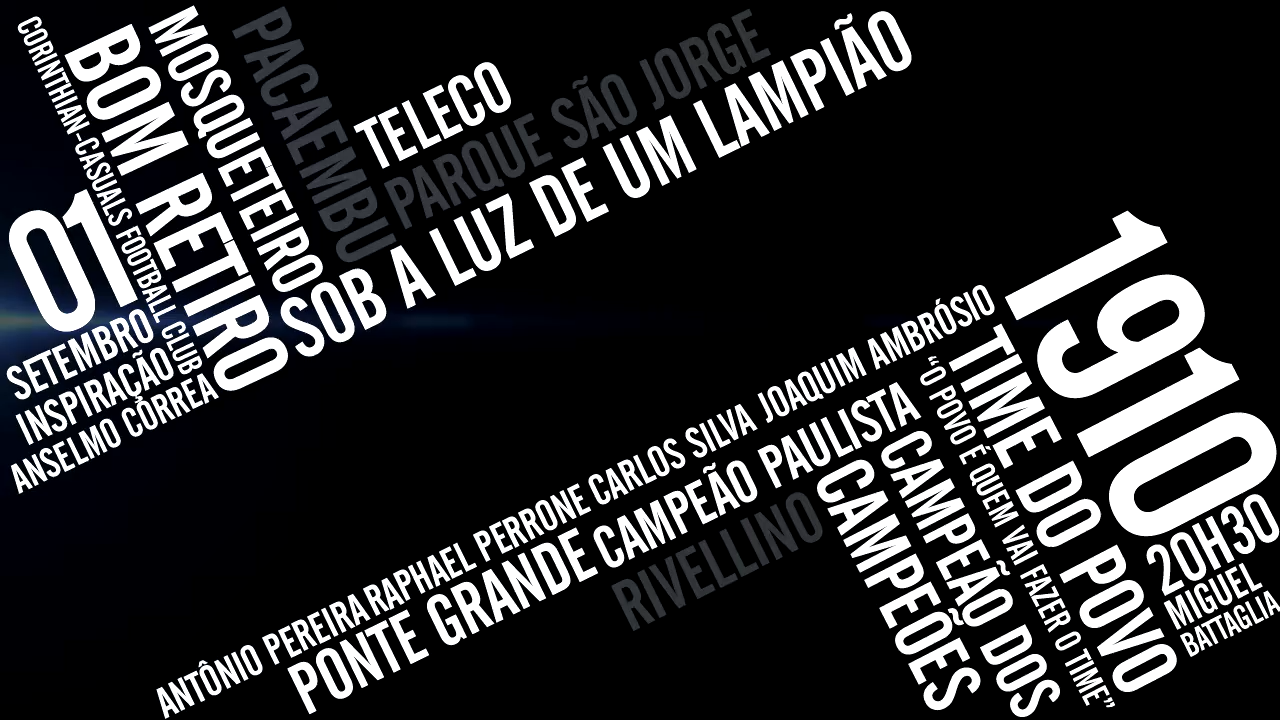 CORINTHIAN-CASUALS FOOTBALL CLUB
BOM RETIRO
MOSQUETEIRO
PACAEMBU
TELECO
PARQUE SÃO JORGE
SOB A LUZ DE UM LAMPIÃO
01
SETEMBRO
INSPIRAÇÃO
ANSELMO CÔRREA
1910
20H30
MIGUEL
BATTAGLIA
TIME DO POVO
"O POVO É QUEM VAI FAZER O TIME"
CAMPEÃO DOS
CAMPEÕES
ANTÔNIO PEREIRA RAPHAEL PERRONE CARLOS SILVA JOAQUIM AMBRÓSIO
PONTE GRANDE CAMPEÃO PAULISTA
RIVELLINO